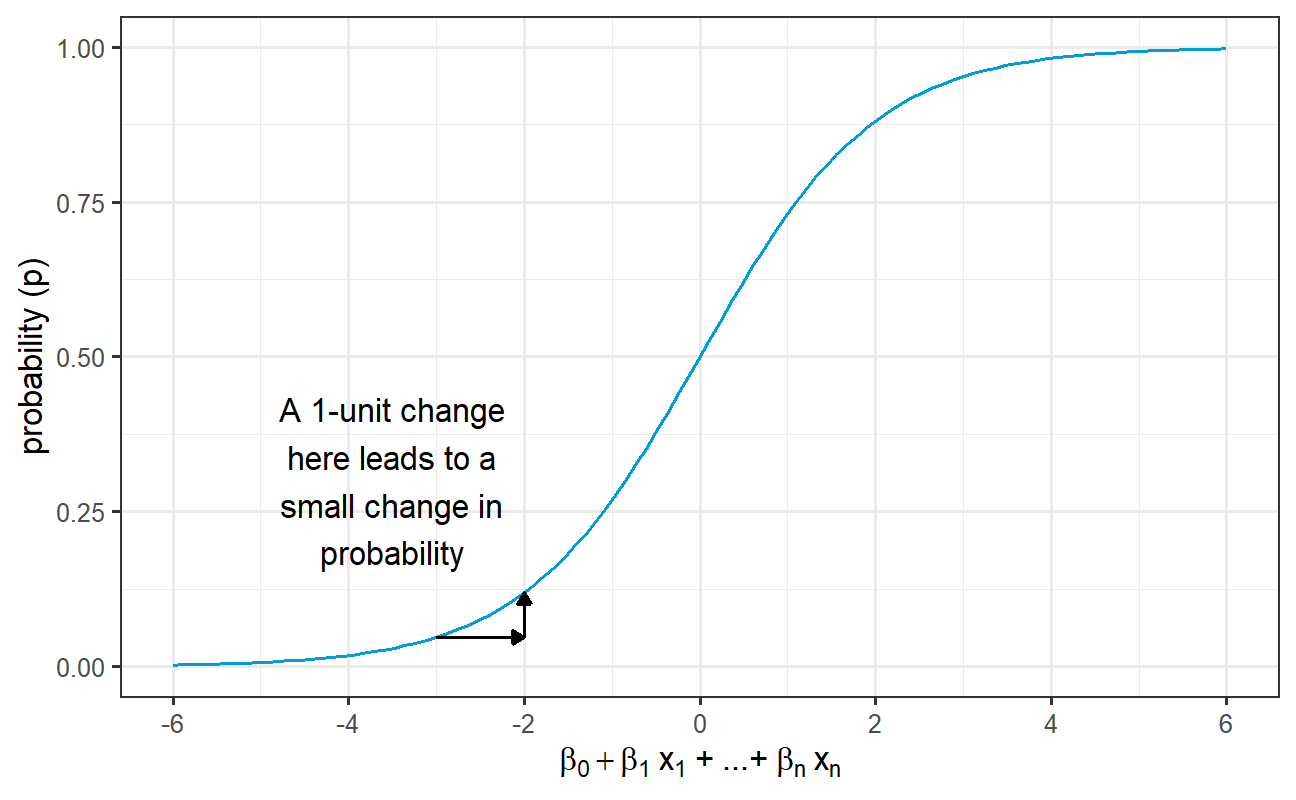 1.00
0.75
0.50
0.25
0.00
probability (p)
A 1-unit change
here leads to a
small change in
probability
-6 -4 -2 0 2 4 6
β₀ + β₁ x₁ + ...+ βₙ xₙ